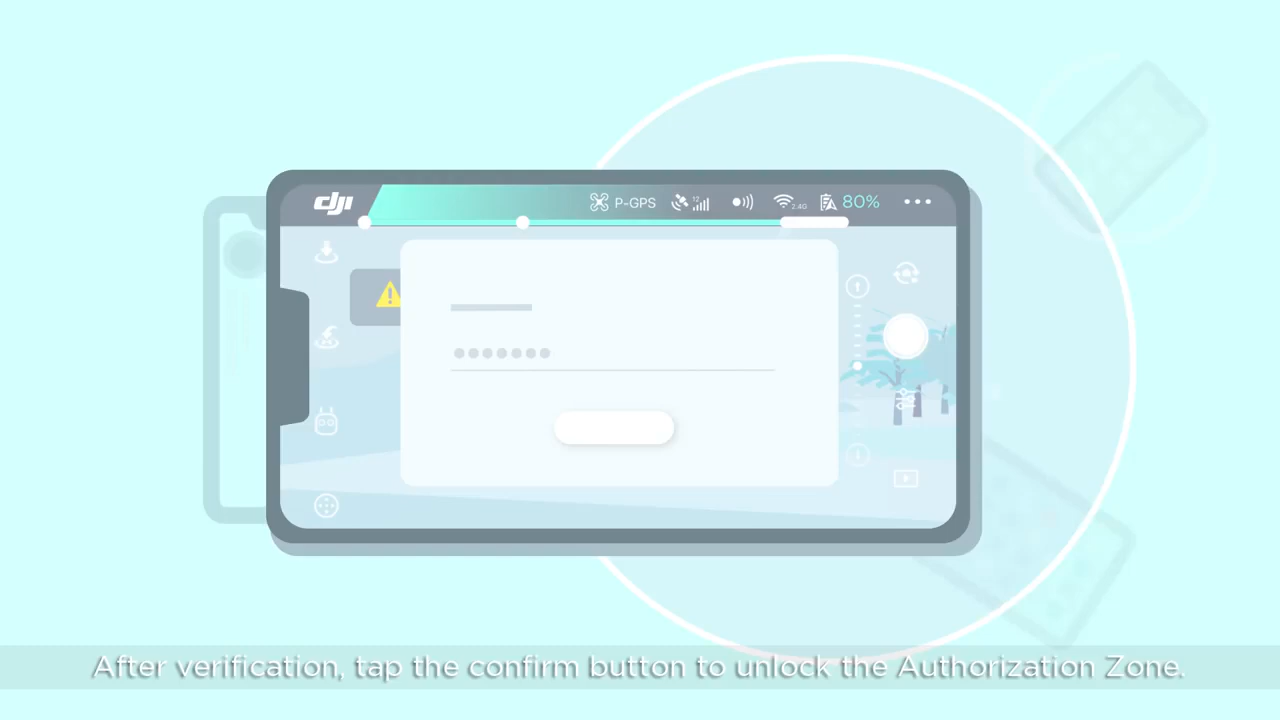 dji P-GPS 12 2.4G 80%
After verification, tap the confirm button to unlock the Authorization Zone.